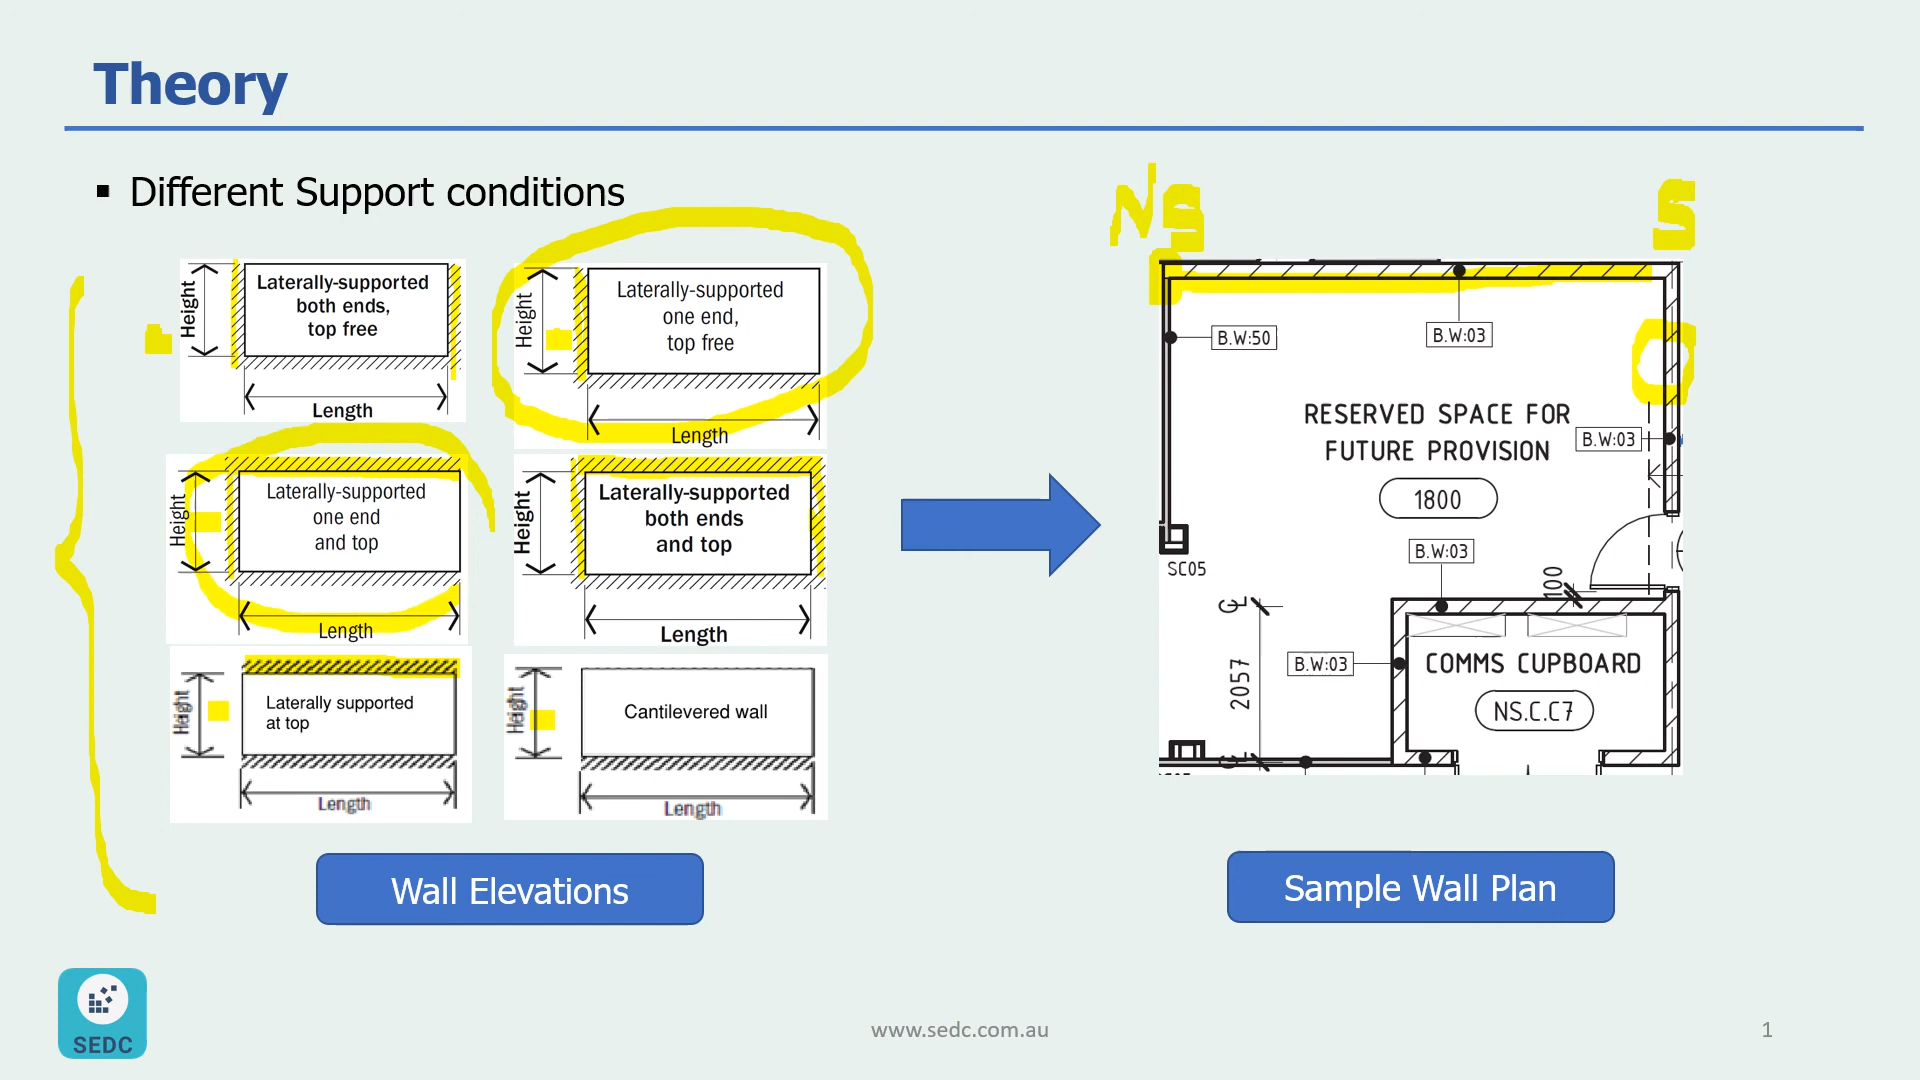 Theory
▪ Different Support conditions
Height
Laterally-supported
both ends,
top free
Length
Height
Laterally-supported
one end,
top free
Length
Height
Laterally-supported
one end
and top
Length
Height
Laterally-supported
both ends
and top
Length
Height
Laterally supported
at top
Length
Height
Cantilevered wall
Length
Wall Elevations
NS
S
B.W:50
B.W:03
RESERVED SPACE FOR
FUTURE PROVISION
B.W:03
1800
B.W:03
SC05
100
2057
B.W:03
COMMS CUPBOARD
NS.C.C7
Sample Wall Plan
SEDC
www.sedc.com.au
1